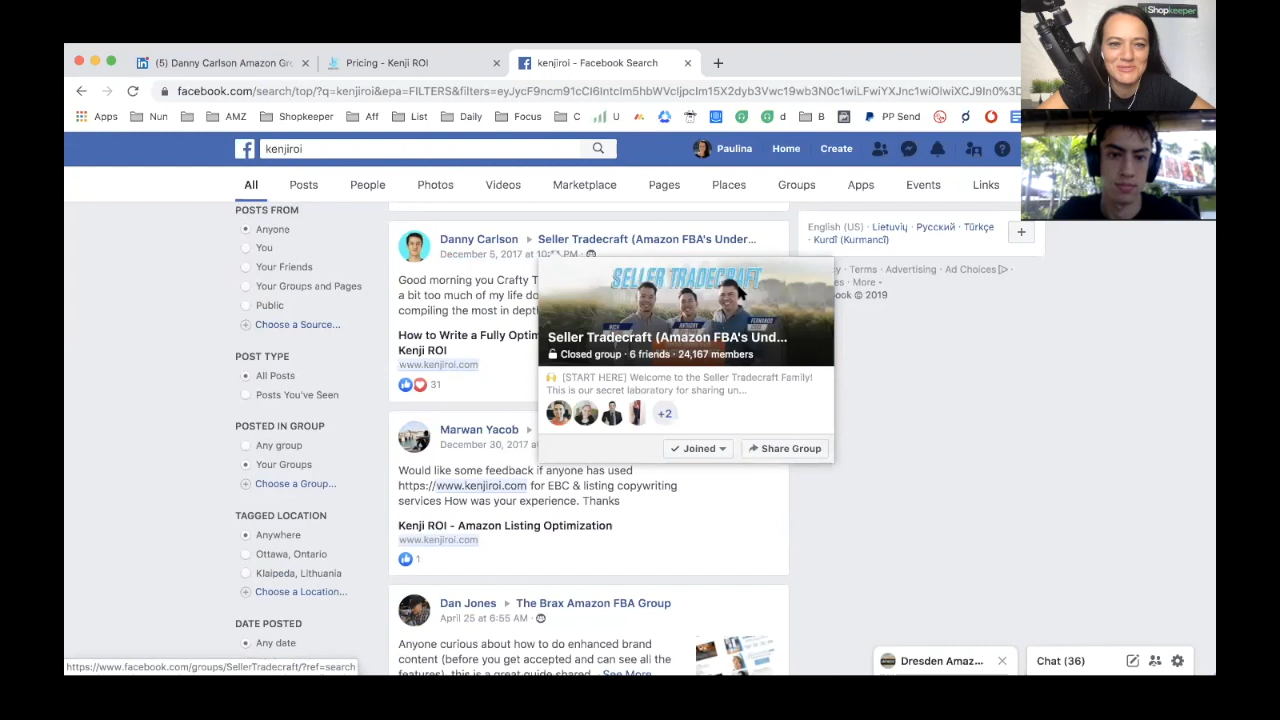 Shopkeeper
(5) Danny Carlson Amazon Gr
Pricing - Kenji ROI
kenjiroi - Facebook Search
facebook.com/search/top/?q=kenjiroi&epa=FILTERS&filters=
Apps
Nun
AMZ
Shopkeeper
Aff
List
Daily
Focus
C
U
d
B
PP Send
kenjiroi
Paulina
Home
Create
All
Posts
People
Photos
Videos
Marketplace
Pages
Places
Groups
Apps
Events
Links
POSTS FROM
Anyone
You
Your Friends
Your Groups and Pages
Public
Choose a Source...
POST TYPE
All Posts
Posts You've Seen
POSTED IN GROUP
Any group
Your Groups
Choose a Group...
TAGGED LOCATION
Anywhere
Ottawa, Ontario
Klaipeda, Lithuania
Choose a Location...
DATE POSTED
Any date
https://www.facebook.com/groups/SellerTradecraft/?ref=search
Danny Carlson
Seller Tradecraft (Amazon FBA's Under...
December 5, 2017 at
Good morning you Crafty T
a bit too much of my life do
compiling the most in depth
How to Write a Fully Optim
Kenji ROI
www.kenjiroi.com
31
SELLER TRADECRAFT
RICH
ANTHONY
FERNANDO
Seller Tradecraft (Amazon FBA's Und...
Closed group · 6 friends · 24,167 members
[START HERE] Welcome to the Seller Tradecraft Family!
This is our secret laboratory for sharing un...
+2
Joined
Share Group
Marwan Yacob
December 30, 2017 at
Would like some feedback if anyone has used
https://www.kenjiroi.com for EBC & listing copywriting
services How was your experience. Thanks
Kenji ROI - Amazon Listing Optimization
www.kenjiroi.com
1
Dan Jones
The Brax Amazon FBA Group
April 25 at 6:55 AM ·
Anyone curious about how to do enhanced brand
content (before you get accepted and can see all the
features), this is a great guide shared... See More
English (US) · Lietuvių · Русский · Türkçe
· Kurdî (Kurmancî)
· Terms · Advertising · Ad Choices ·
· More
© 2019
Dresden Amaz...
Chat (36)